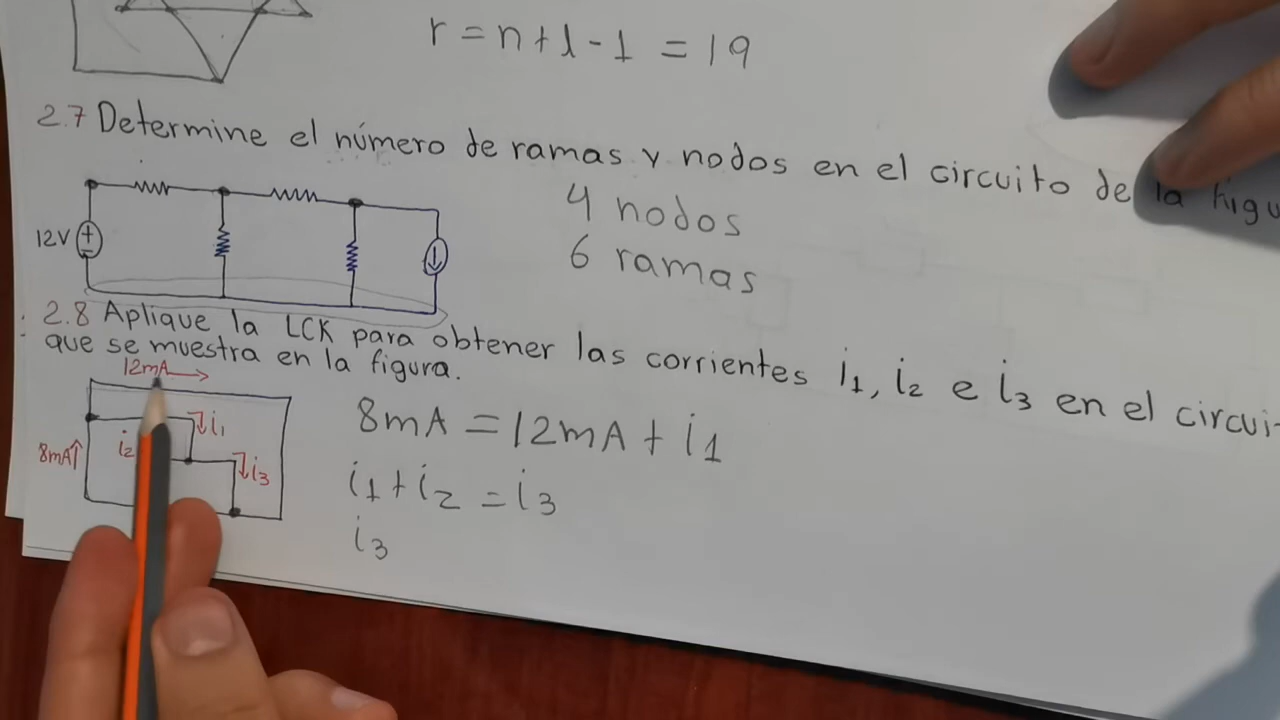 r = n + l - 1 = 19
2.7 Determine el número de ramas y nodos en el circuito de la figu
12V
4 nodos
6 ramas
2.8 Aplique la LCK para obtener las corrientes i1, i2 e i3 en el circui
que se muestra en la figura.
12mA
8mA
i1
i2
i3
8mA = 12mA + i1
i1 + i2 = i3
i3